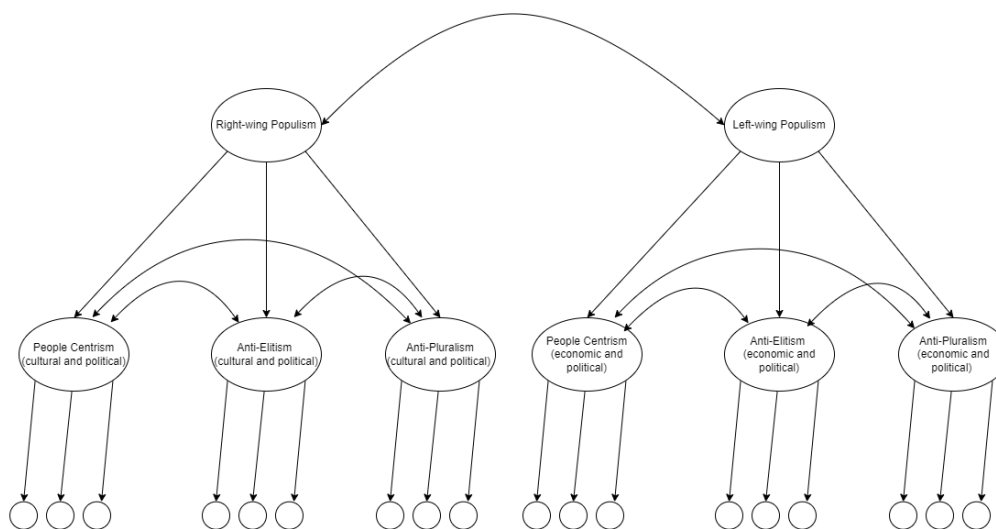 Right-wing Populism
Left-wing Populism
People Centrism
(cultural and political)
Anti-Elitism
(cultural and political)
Anti-Pluralism
(cultural and political)
People Centrism
(economic and
political)
Anti-Elitism
(economic and
political)
Anti-Pluralism
(economic and
political)